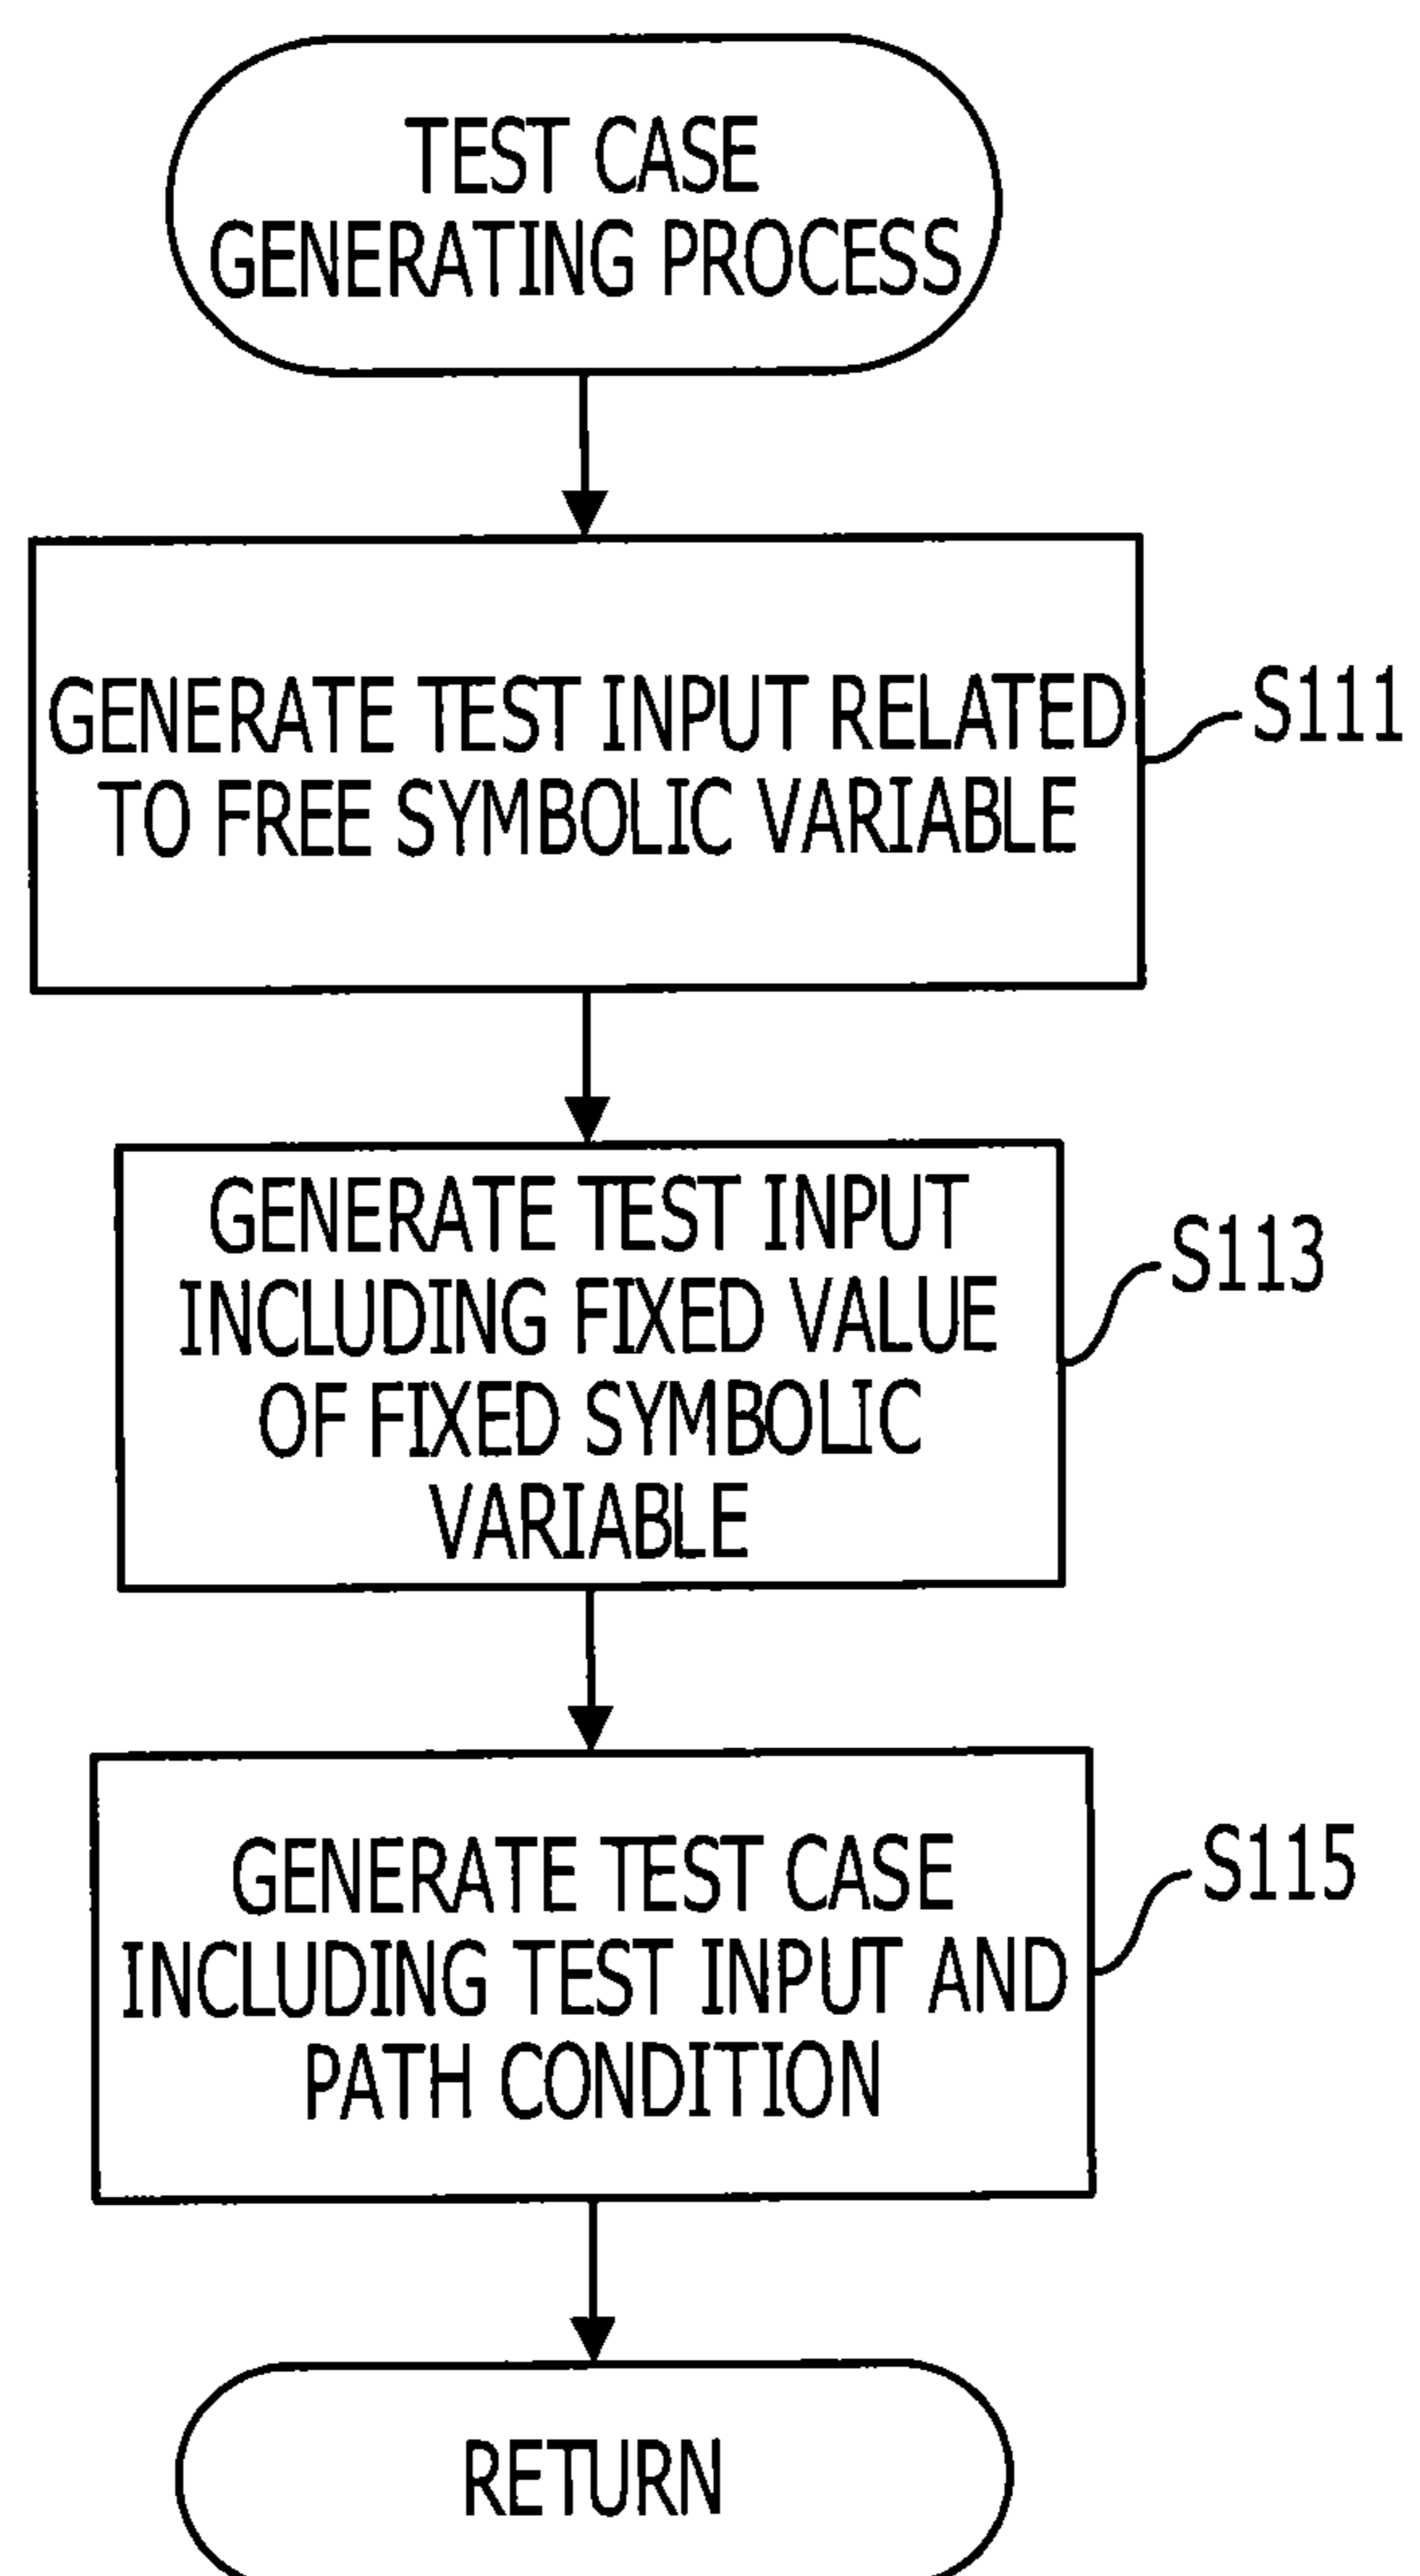 TEST CASE
GENERATING PROCESS
GENERATE TEST INPUT RELATED
TO FREE SYMBOLIC VARIABLE
S111
GENERATE TEST INPUT
INCLUDING FIXED VALUE
OF FIXED SYMBOLIC
VARIABLE
S113
GENERATE TEST CASE
INCLUDING TEST INPUT AND
PATH CONDITION
S115
RETURN